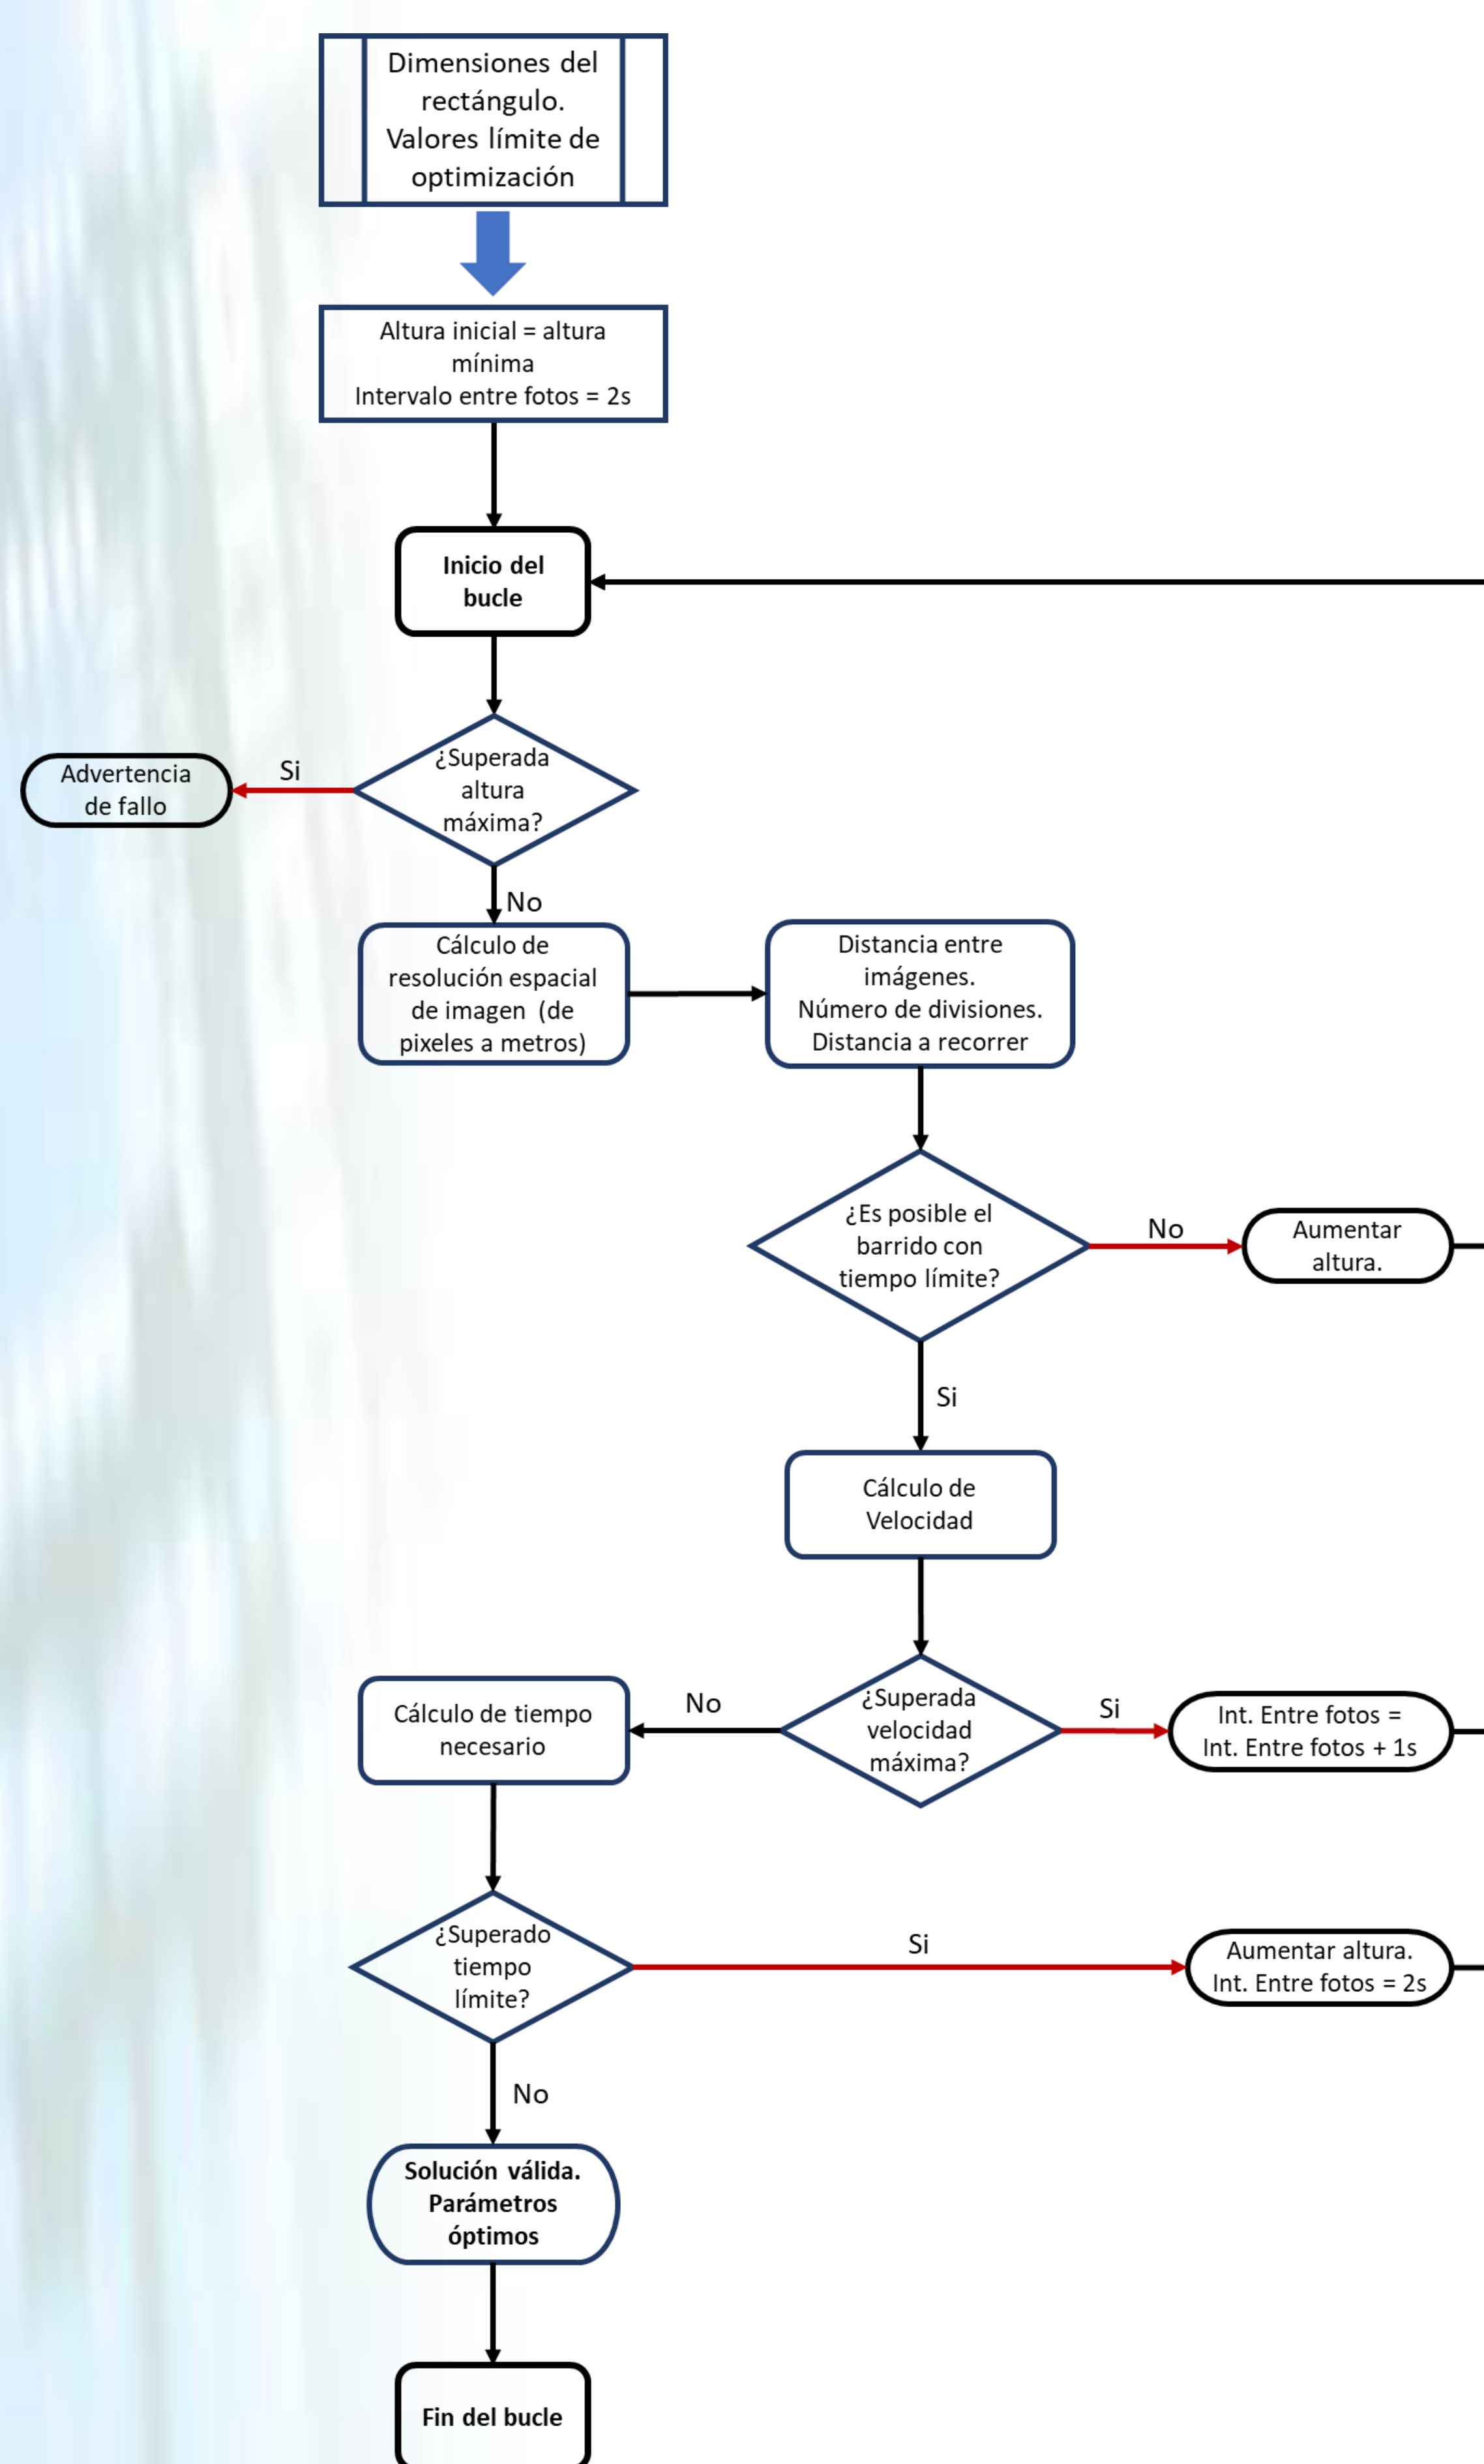 Dimensiones del
rectángulo.
Valores límite de
optimización
Altura inicial = altura
mínima
Intervalo entre fotos = 2s
Inicio del
bucle
¿Superada
altura
máxima?
Si
Advertencia
de fallo
No
Cálculo de
resolución espacial
de imagen (de
pixeles a metros)
Distancia entre
imágenes.
Número de divisiones.
Distancia a recorrer
¿Es posible el
barrido con
tiempo límite?
No
Aumentar
altura.
Si
Cálculo de
Velocidad
¿Superada
velocidad
máxima?
Si
Int. Entre fotos =
Int. Entre fotos + 1s
No
Cálculo de tiempo
necesario
¿Superado
tiempo
límite?
Si
Aumentar altura.
Int. Entre fotos = 2s
No
Solución válida.
Parámetros
óptimos
Fin del bucle